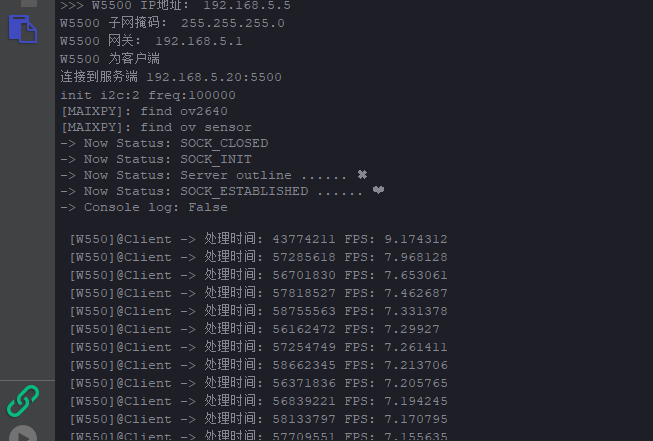 >>> W5500 IP地址: 192.168.5.5
W5500 子网掩码: 255.255.255.0
W5500 网关: 192.168.5.1
W5500 为客户端
连接到服务端 192.168.5.20:5500
init i2c:2 freq:100000
[MAIXPY]: find ov2640
[MAIXPY]: find ov sensor
-> Now Status: SOCK_CLOSED
-> Now Status: SOCK_INIT
-> Now Status: Server outline ...... ✖
-> Now Status: SOCK_ESTABLISHED ...... ❤
-> Console log: False
[W550]@Client -> 处理时间: 43774211 FPS: 9.174312
[W550]@Client -> 处理时间: 57285618 FPS: 7.968128
[W550]@Client -> 处理时间: 56701830 FPS: 7.653061
[W550]@Client -> 处理时间: 57818527 FPS: 7.462687
[W550]@Client -> 处理时间: 58755563 FPS: 7.331378
[W550]@Client -> 处理时间: 56162472 FPS: 7.29927
[W550]@Client -> 处理时间: 57254749 FPS: 7.261411
[W550]@Client -> 处理时间: 58662345 FPS: 7.213706
[W550]@Client -> 处理时间: 56371836 FPS: 7.205765
[W550]@Client -> 处理时间: 56839221 FPS: 7.194245
[W550]@Client -> 处理时间: 58133797 FPS: 7.170795
[W550]@Client -> 处理时间: 57709551 FPS: 7.155635